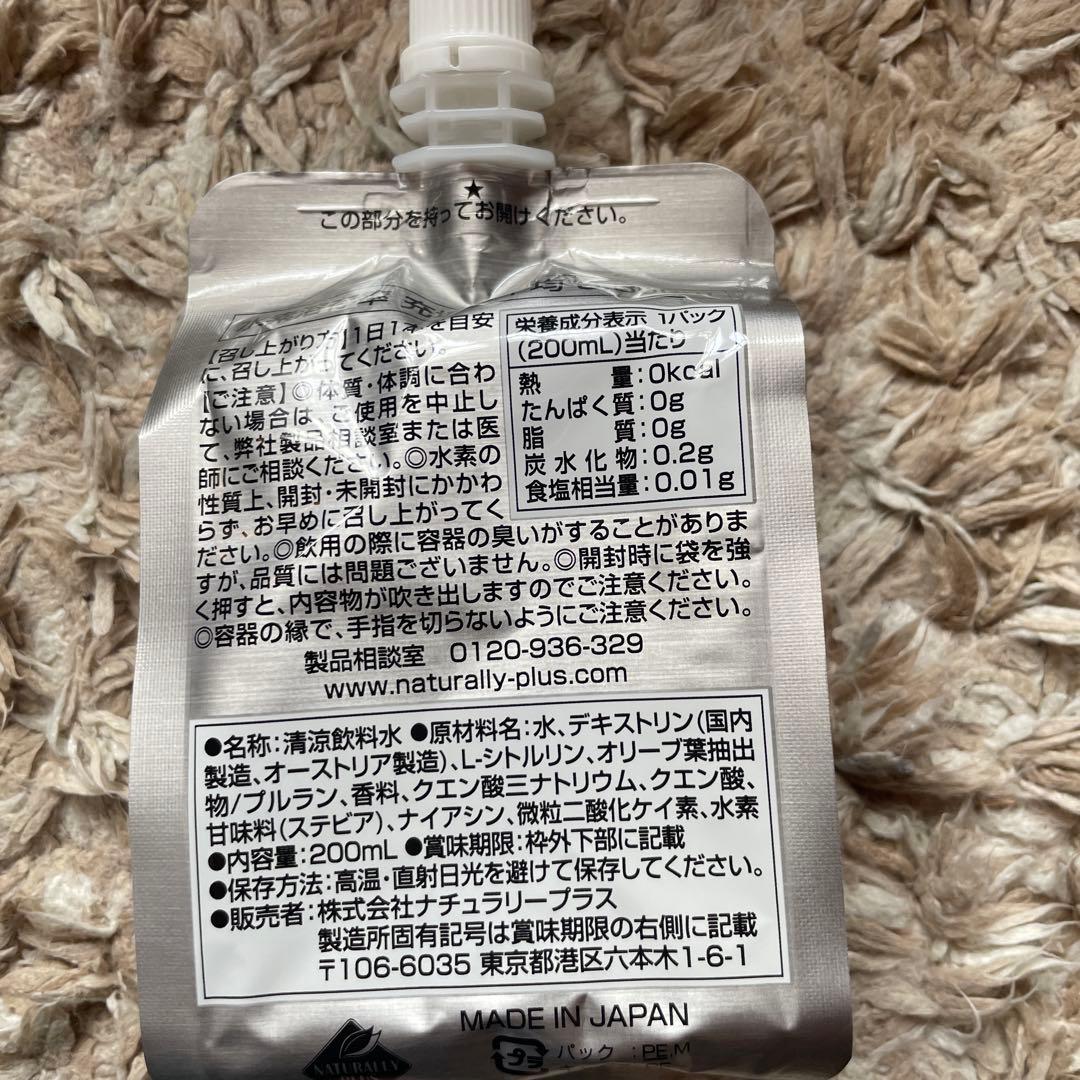 ★
この部分を持ってお開けください。
【召し上がり方】1日1本を目安
に、召し上がってください。
【ご注意】◎体質・体調に合わ
ない場合は、ご使用を中止し
て、弊社製品相談室または医
師にご相談ください。◎水素の
性質上、開封・未開封にかかわ
らず、お早めに召し上がってく
ださい。◎飲用の際に容器の臭いがすることがありま
すが、品質には問題ございません。◎開封時に袋を強
く押すと、内容物が吹き出しますのでご注意ください。
◎容器の縁で、手指を切らないようにご注意ください。
製品相談室 0120-936-329
www.naturally-plus.com
栄養成分表示 1パック
(200mL)当たり
熱量:0kcal
たんぱく質:0g
脂質:0g
炭水化物:0.2g
食塩相当量:0.01g
●名称:清涼飲料水 ●原材料名:水、デキストリン(国内
製造、オーストリア製造)、L-シトルリン、オリーブ葉抽出
物/プルラン、香料、クエン酸三ナトリウム、クエン酸、
甘味料(ステビア)、ナイアシン、微粒二酸化ケイ素、水素
●内容量:200mL ●賞味期限:枠外下部に記載
●保存方法:高温・直射日光を避けて保存してください。
●販売者:株式会社ナチュラリープラス
製造所固有記号は賞味期限の右側に記載
〒106-6035 東京都港区六本木1-6-1
MADE IN JAPAN
NATURALLY
PLUS
プラ
パック :PE,M